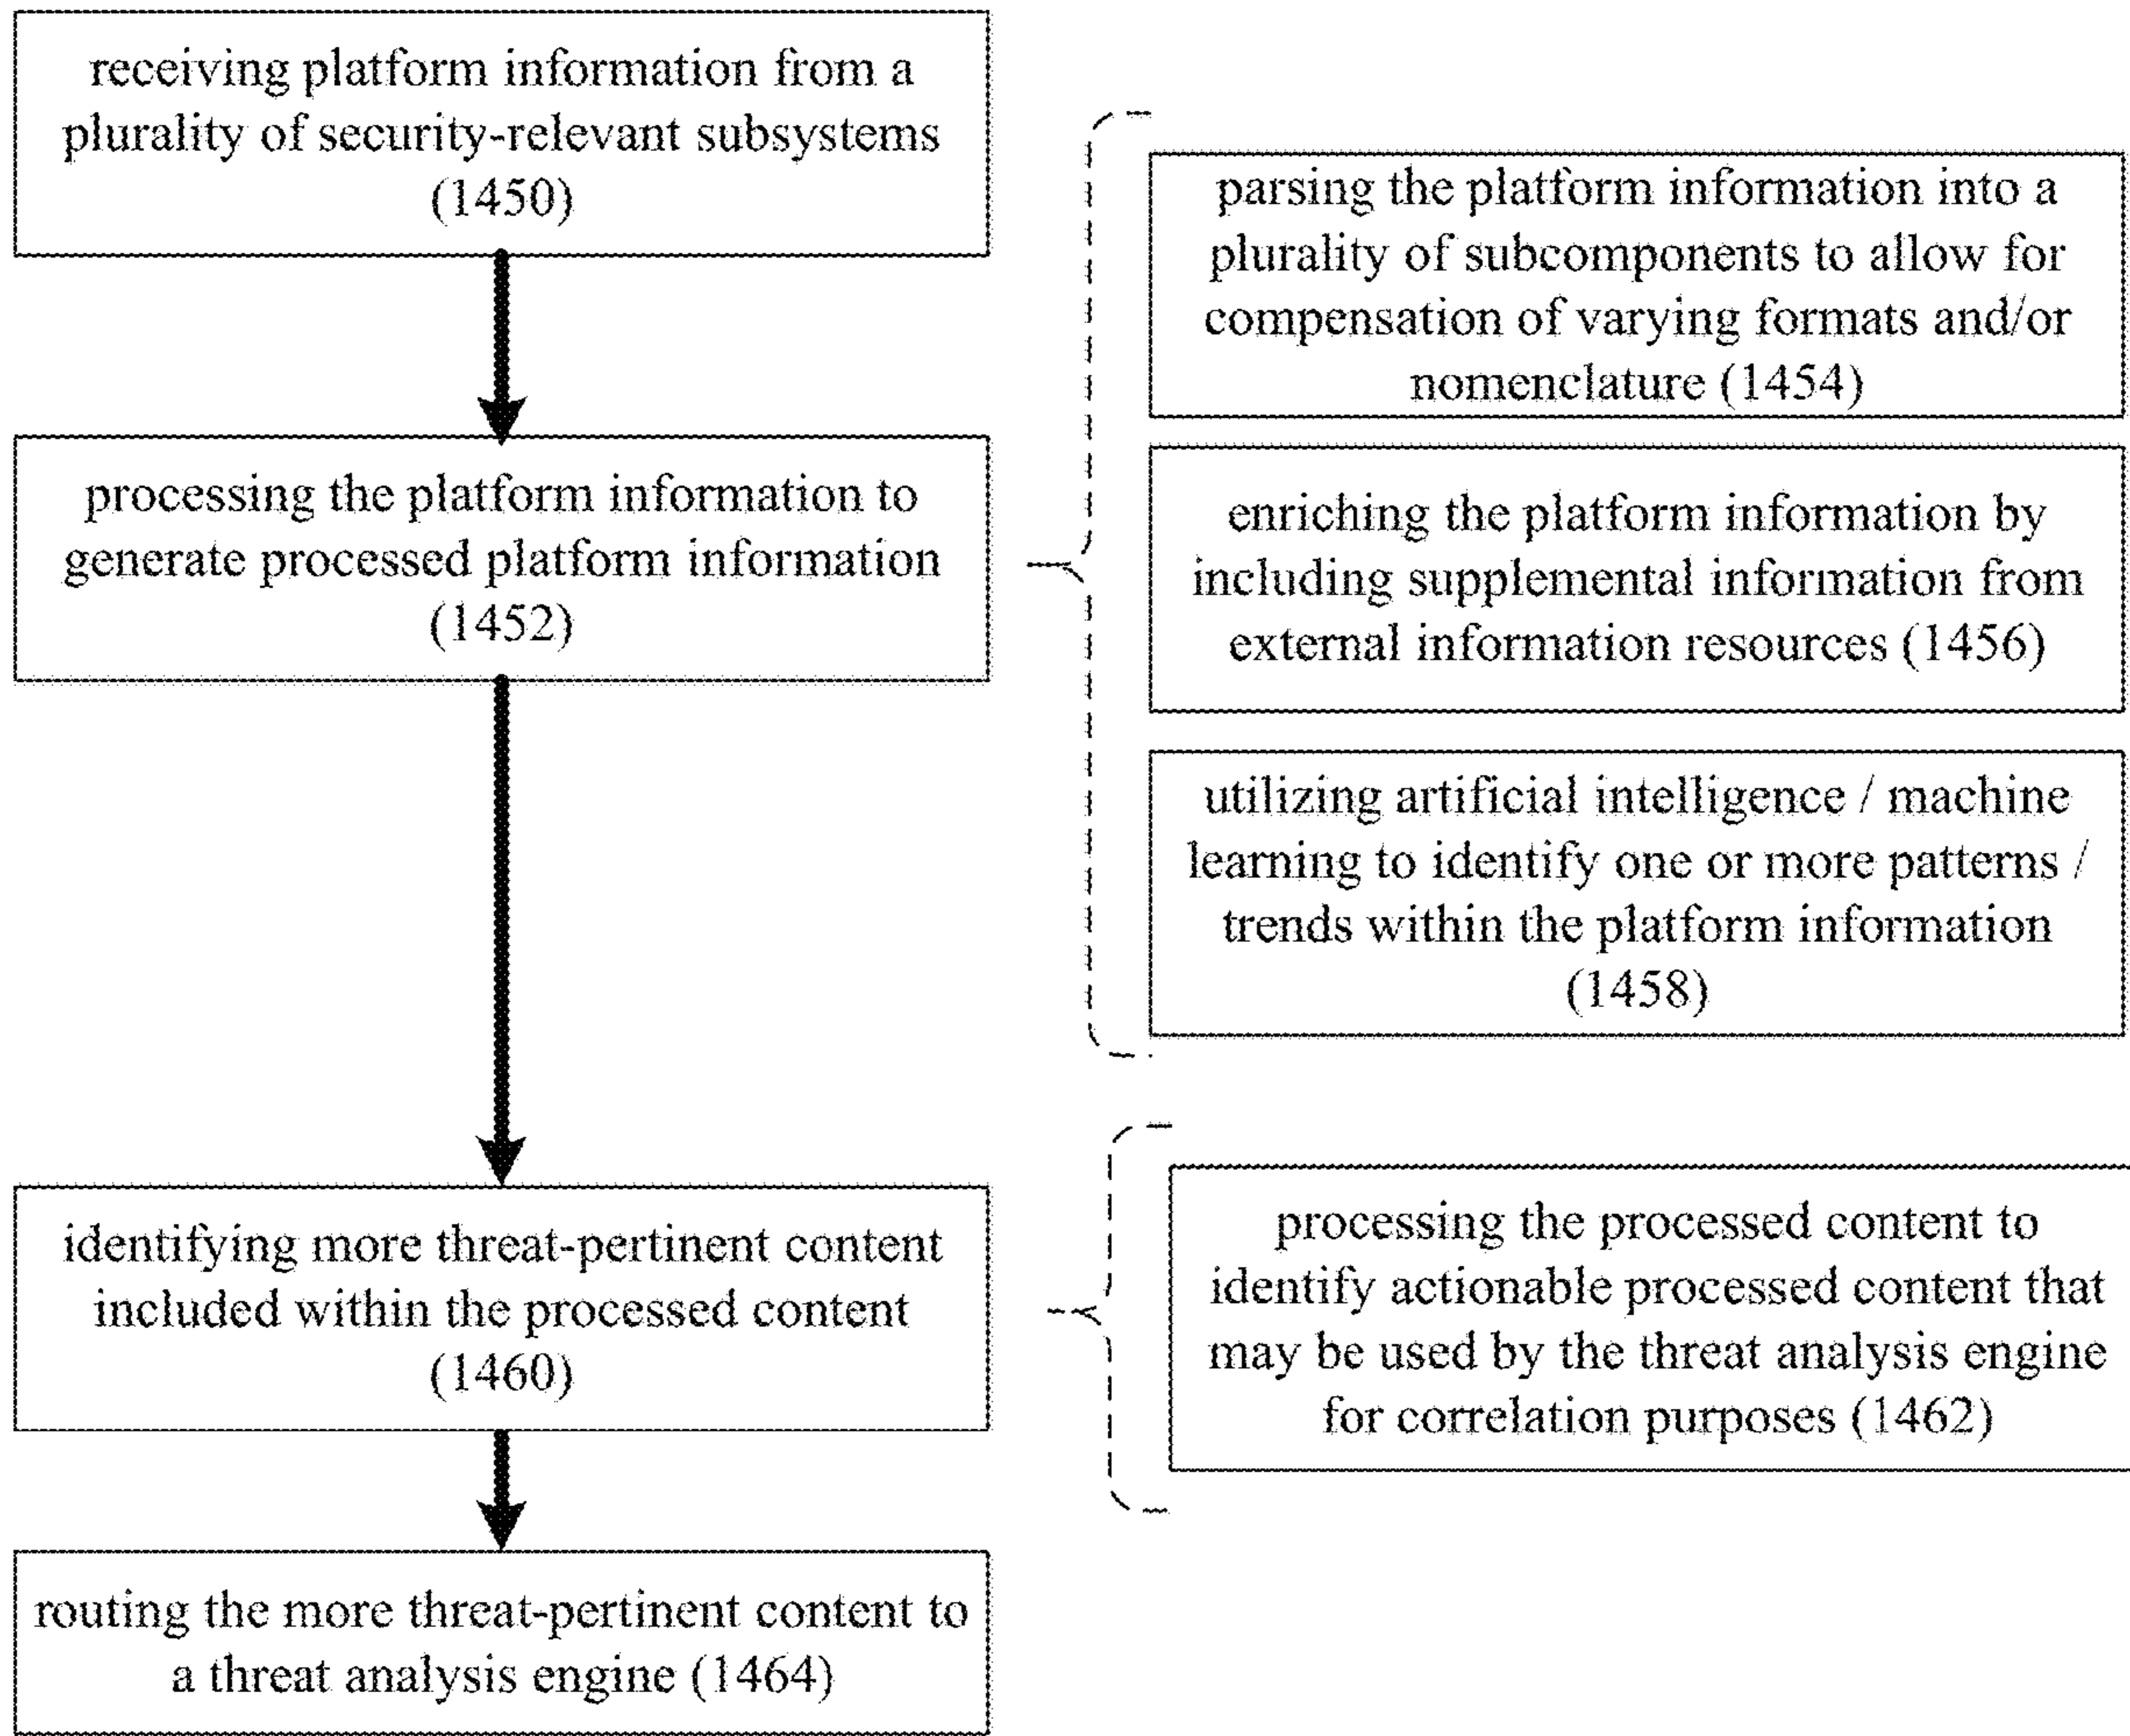 receiving platform information from a
plurality of security-relevant subsystems
(1450)
processing the platform information to
generate processed platform information
(1452)
parsing the platform information into a
plurality of subcomponents to allow for
compensation of varying formats and/or
nomenclature (1454)
enriching the platform information by
including supplemental information from
external information resources (1456)
utilizing artificial intelligence / machine
learning to identify one or more patterns /
trends within the platform information
(1458)
identifying more threat-pertinent content
included within the processed content
(1460)
processing the processed content to
identify actionable processed content that
may be used by the threat analysis engine
for correlation purposes (1462)
routing the more threat-pertinent content to
a threat analysis engine (1464)